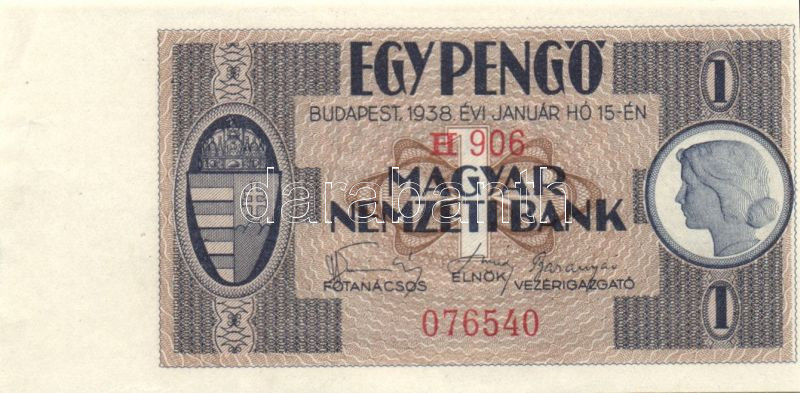 EGY PENGŐ
1
BUDAPEST, 1938. ÉVI JANUÁR HÓ 15-ÉN
906
MAGYAR
darabanth
NEMZETI BANK
FŐTANÁCSOS ELNÖK VEZÉRIGAZGATÓ
076540
1